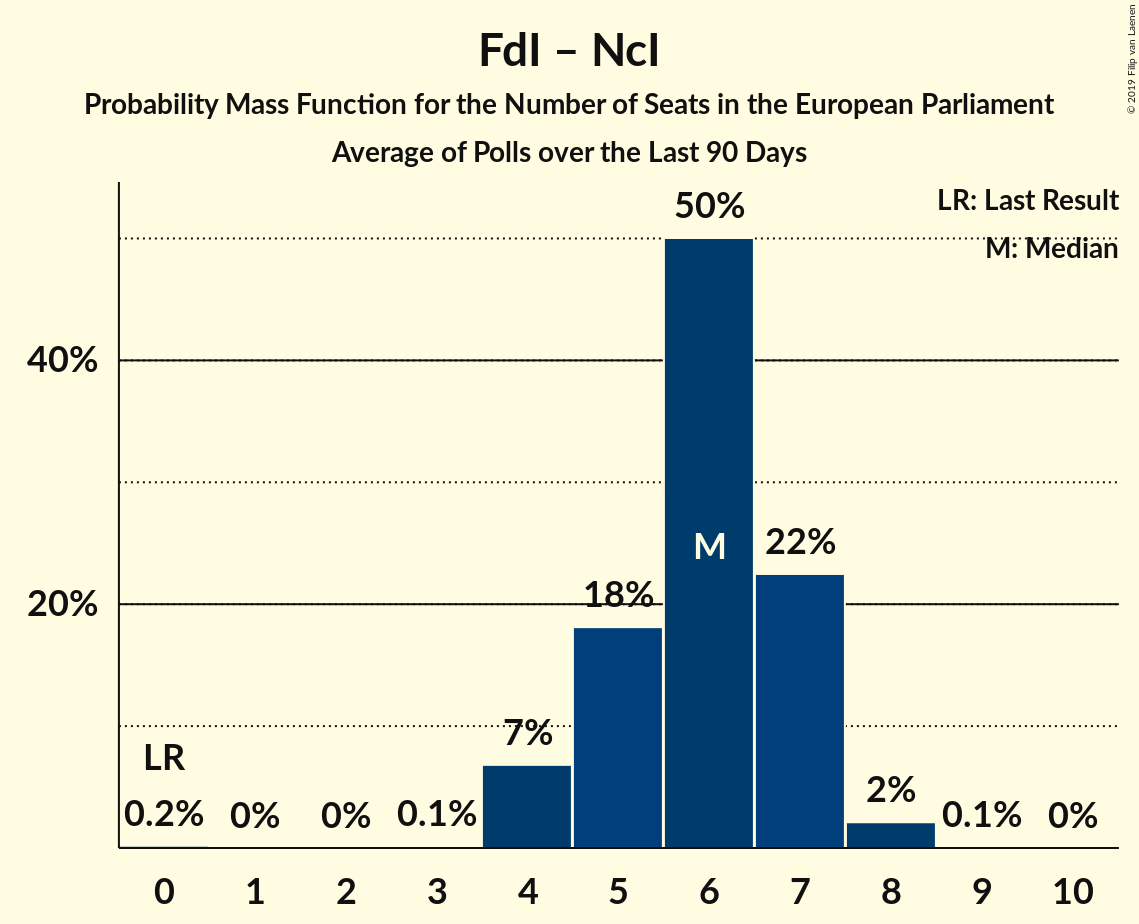 FdI – NcI
Probability Mass Function for the Number of Seats in the European Parliament
Average of Polls over the Last 90 Days
© 2019 Filip van Laenen
LR: Last Result
M: Median
50%
40%
M
22%
20%
18%
7%
LR
2%
0.2% 0% 0% 0.1% 0.1% 0%
0 1 2 3 4 5 6 7 8 9 10